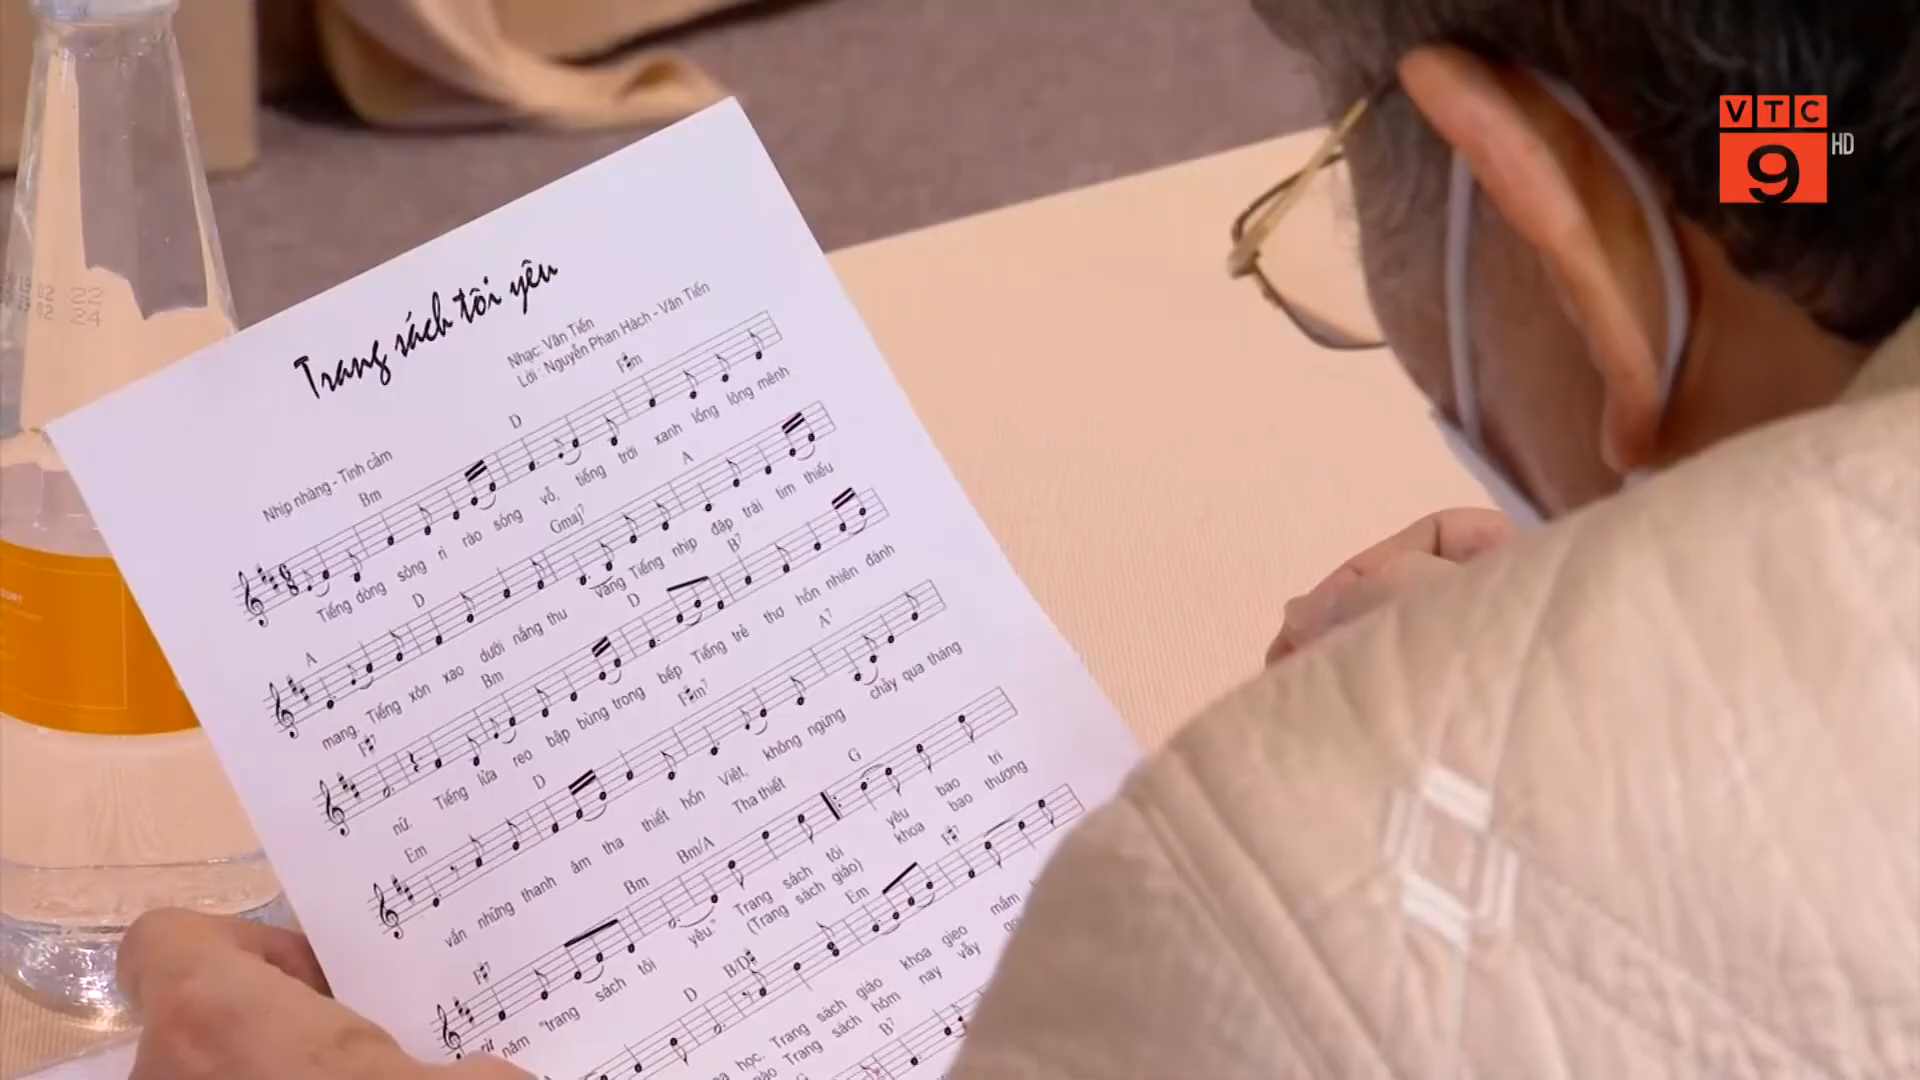 VTC
9 HD
22
24
Trang sách tôi yêu
Nhạc: Văn Tiến
Lời : Nguyễn Phan Hách - Văn Tiến
Nhịp nhàng - Tình cảm
Bm D F#m
Tiếng dòng sông rì rào sóng vỗ, tiếng trời xanh lồng lộng mênh
A D Gmaj7 A
mang. Tiếng xôn xao dưới nắng thu vàng Tiếng nhịp đập trái tim thiếu
F#7 Bm D B7
nữ. Tiếng lửa reo bập bùng trong bếp Tiếng trẻ thơ hồn nhiên đánh
Em D F#m7 A7
vần những thanh âm tha thiết hồn Việt, không ngừng chảy qua tháng
F#7 Bm Bm/A Tha thiết G
năm "trang sách tôi yêu." Trang sách tôi yêu bao tri
(Trang sách giáo) khoa bao thương
D B/D# Em F#7
học. Trang sách giáo khoa gieo mầm
Trang sách hôm nay vẫy
B7